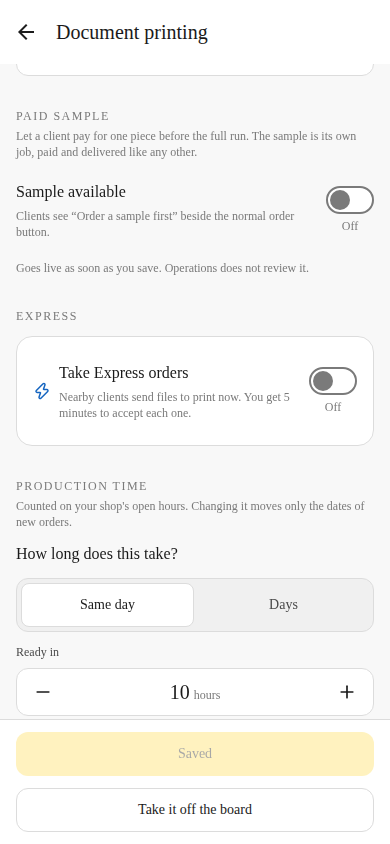 Document printing
PAID SAMPLE
Let a client pay for one piece before the full run. The sample is its own
job, paid and delivered like any other.
Sample available
Clients see “Order a sample first” beside the normal order
button.
Off
Goes live as soon as you save. Operations does not review it.
EXPRESS
Take Express orders
Nearby clients send files to print now. You get 5
minutes to accept each one.
Off
PRODUCTION TIME
Counted on your shop's open hours. Changing it moves only the dates of
new orders.
How long does this take?
Same day
Days
Ready in
10 hours
Saved
Take it off the board